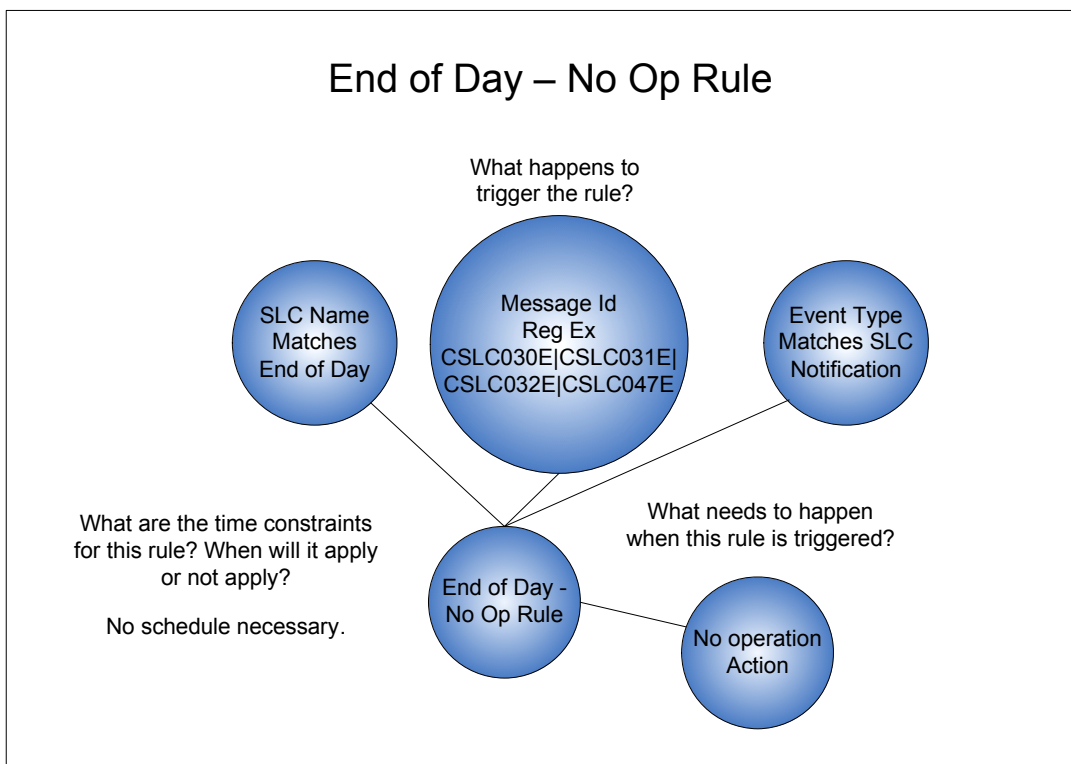 End of Day – No Op Rule
What happens to
trigger the rule?
SLC Name
Matches
End of Day
Message Id
Reg Ex
CSLC030E|CSLC031E|
CSLC032E|CSLC047E
Event Type
Matches SLC
Notification
What are the time constraints
for this rule? When will it apply
or not apply?
No schedule necessary.
End of Day -
No Op Rule
What needs to happen
when this rule is triggered?
No operation
Action